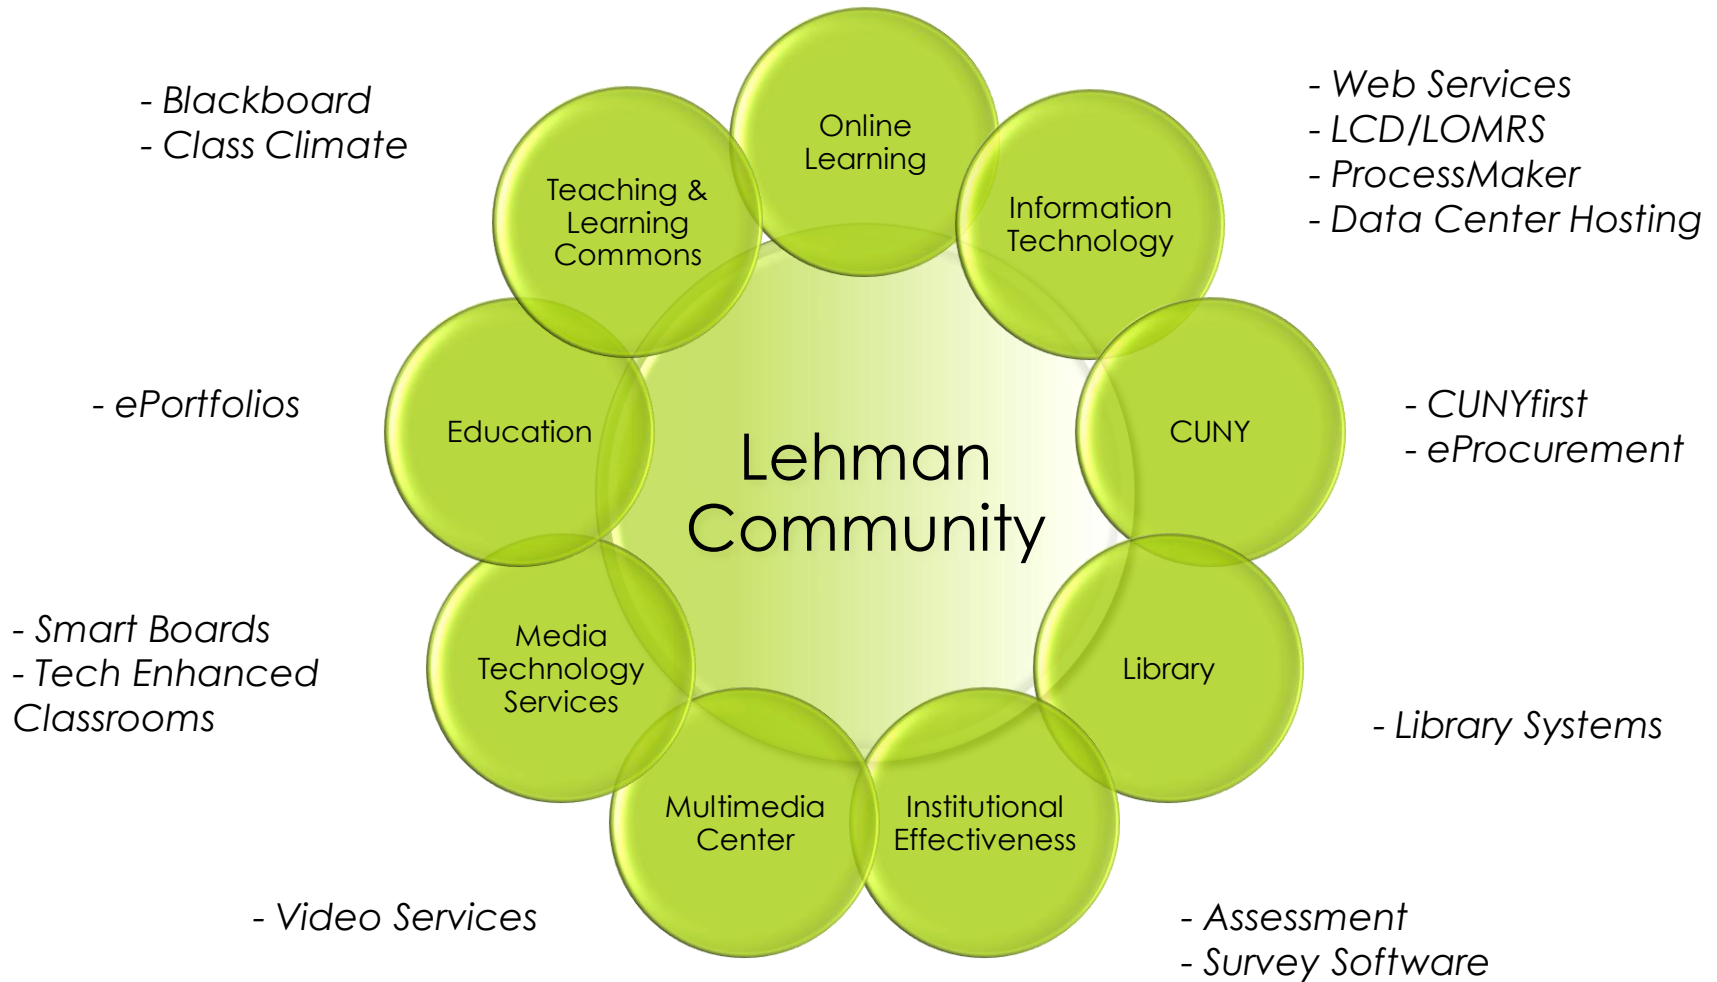 - Blackboard
- Class Climate
Online
Learning
- Web Services
- LCD/LOMRS
- ProcessMaker
- Data Center Hosting
Teaching &
Learning
Commons
Information
Technology
- ePortfolios
Education
Lehman
Community
CUNY
- CUNYfirst
- eProcurement
- Smart Boards
- Tech Enhanced
Classrooms
Media
Technology
Services
Library
- Library Systems
Multimedia
Center
Institutional
Effectiveness
- Video Services
- Assessment
- Survey Software